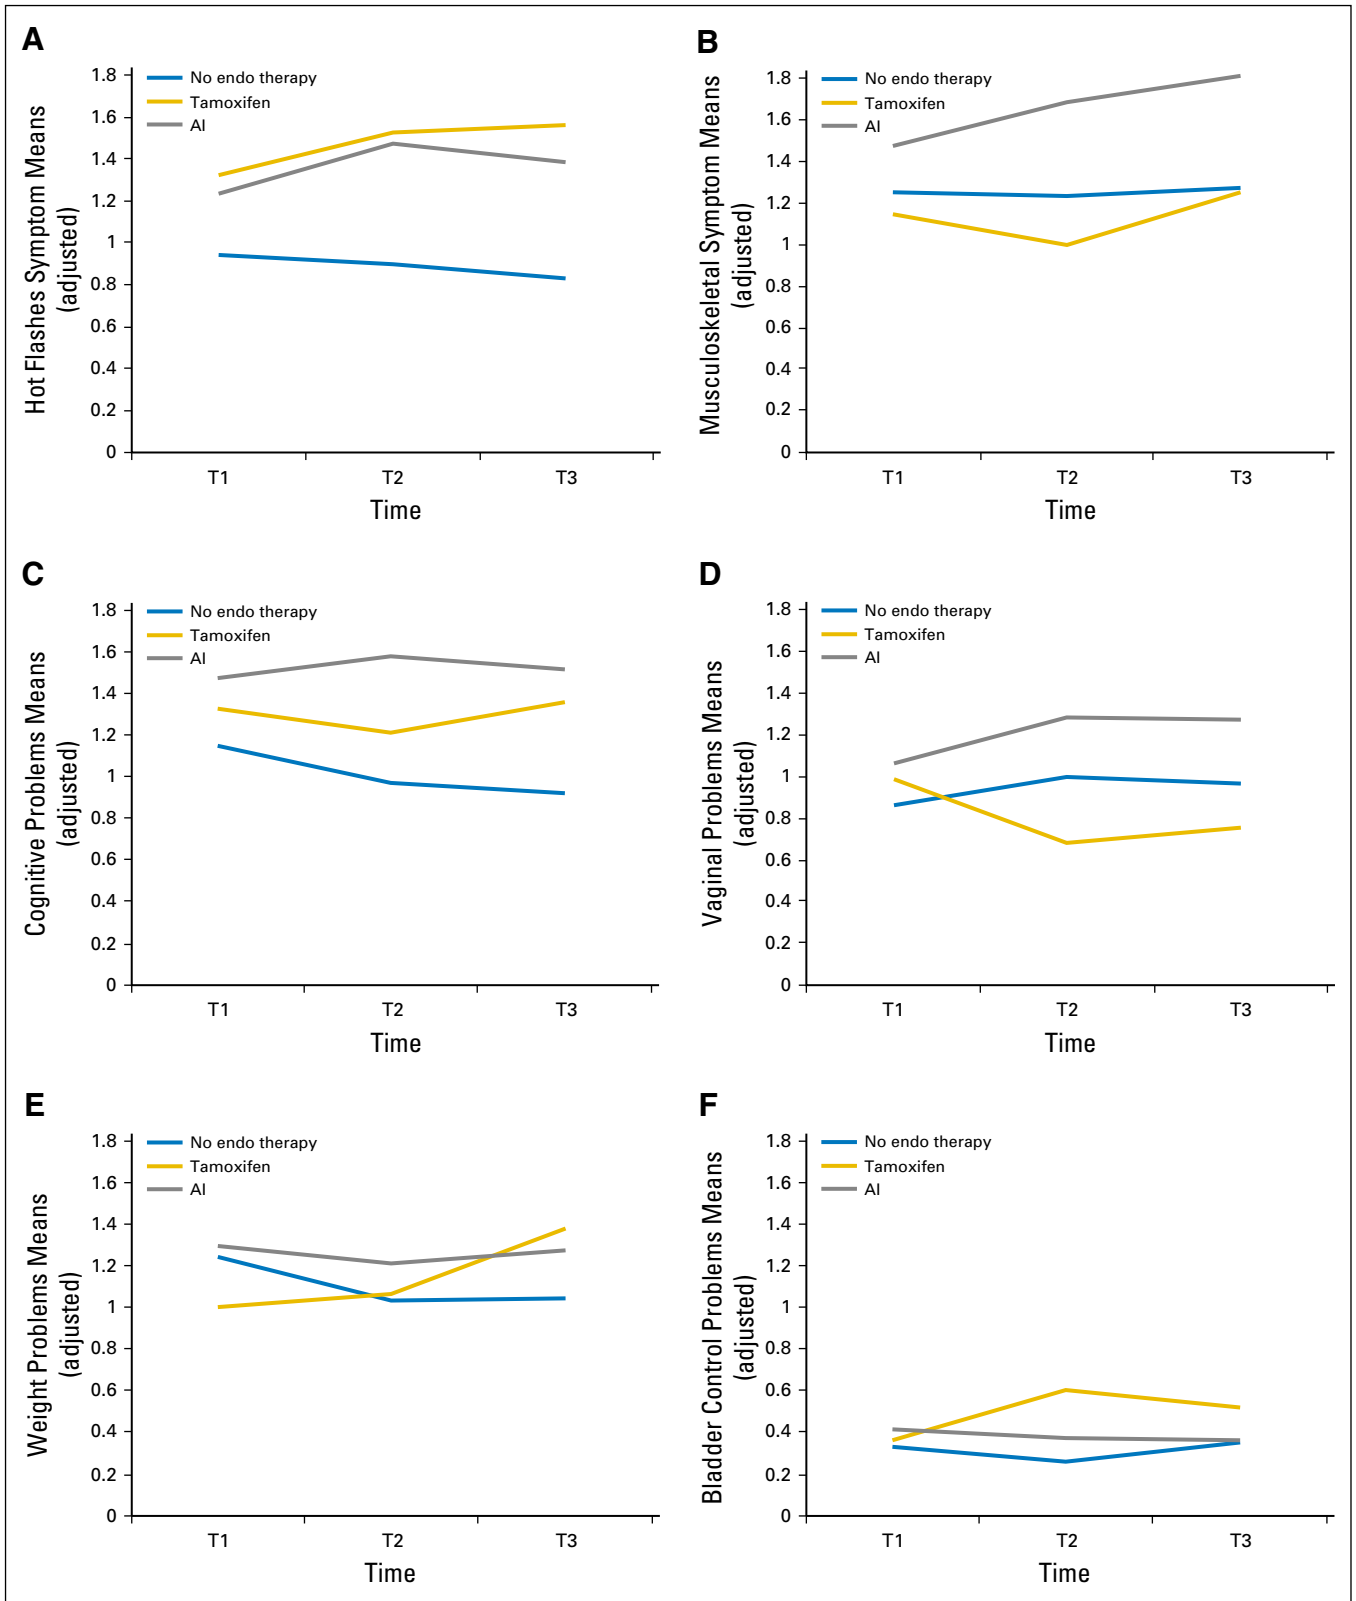 A
No endo therapy
Tamoxifen
AI
Hot Flashes Symptom Means
(adjusted)
1.8
1.6
1.4
1.2
1
0.8
0.6
0.4
0.2
0
T1 T2 T3
Time
B
No endo therapy
Tamoxifen
AI
Musculoskeletal Symptom Means
(adjusted)
1.8
1.6
1.4
1.2
1
0.8
0.6
0.4
0.2
0
T1 T2 T3
Time
C
No endo therapy
Tamoxifen
AI
Cognitive Problems Means
(adjusted)
1.8
1.6
1.4
1.2
1
0.8
0.6
0.4
0.2
0
T1 T2 T3
Time
D
No endo therapy
Tamoxifen
AI
Vaginal Problems Means
(adjusted)
1.8
1.6
1.4
1.2
1
0.8
0.6
0.4
0.2
0
T1 T2 T3
Time
E
No endo therapy
Tamoxifen
AI
Weight Problems Means
(adjusted)
1.8
1.6
1.4
1.2
1
0.8
0.6
0.4
0.2
0
T1 T2 T3
Time
F
No endo therapy
Tamoxifen
AI
Bladder Control Problems Means
(adjusted)
1.8
1.6
1.4
1.2
1
0.8
0.6
0.4
0.2
0
T1 T2 T3
Time